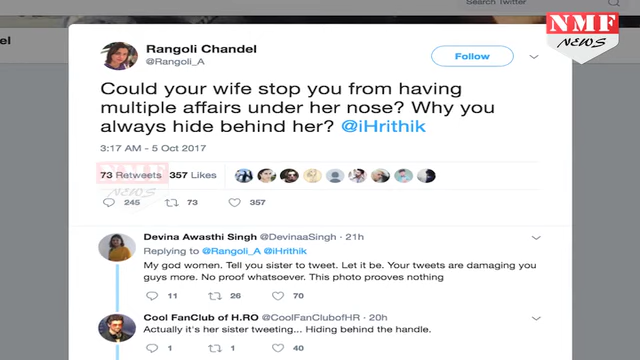 Search Twitter
NMF
NEWS
el
Rangoli Chandel
@Rangoli_A
Follow
Could your wife stop you from having
multiple affairs under her nose? Why you
always hide behind her? @iHrithik
3:17 AM - 5 Oct 2017
NMF
NEWS
73 Retweets 357 Likes
245 73 357
Devina Awasthi Singh @DevinaaSingh · 21h
Replying to @Rangoli_A @iHrithik
My god women. Tell you sister to tweet. Let it be. Your tweets are damaging you
guys more. No proof whatsoever. This photo prooves nothing
11 26 70
Cool FanClub of H.RO @CoolFanClubofHR · 20h
Actually it's her sister tweeting... Hiding behind the handle.
1 1 40